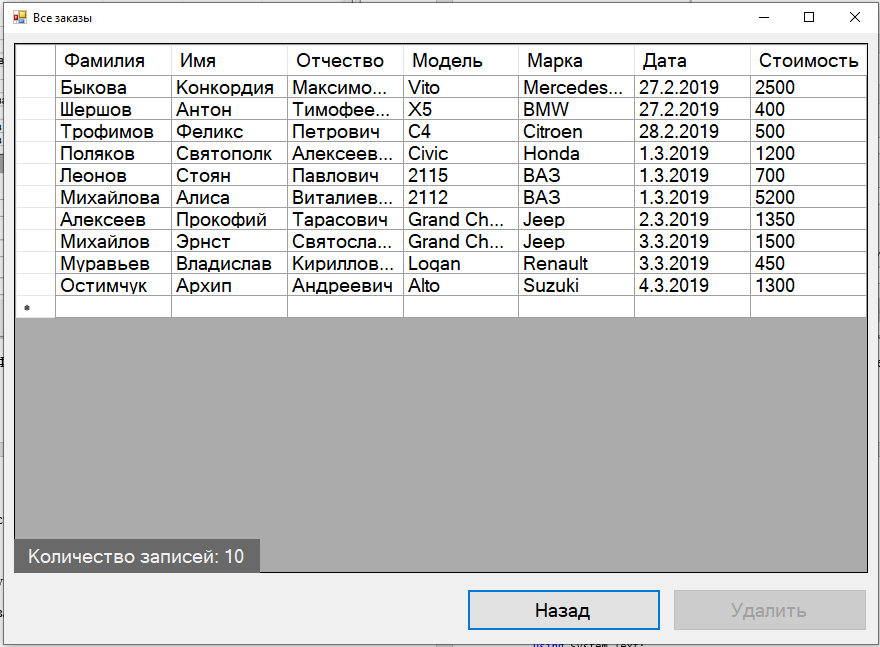 Все заказы
Фамилия Имя Отчество Модель Марка Дата Стоимость
Быкова Конкордия Максимо... Vito Mercedes... 27.2.2019 2500
Шершов Антон Тимофее... X5 BMW 27.2.2019 400
Трофимов Феликс Петрович C4 Citroen 28.2.2019 500
Поляков Святополк Алексеев... Civic Honda 1.3.2019 1200
Леонов Стоян Павлович 2115 ВАЗ 1.3.2019 700
Михайлова Алиса Виталиев... 2112 ВАЗ 1.3.2019 5200
Алексеев Прокофий Тарасович Grand Ch... Jeep 2.3.2019 1350
Михайлов Эрнст Святосла... Grand Ch... Jeep 3.3.2019 1500
Муравьев Владислав Кириллов... Logan Renault 3.3.2019 450
Остимчук Архип Андреевич Alto Suzuki 4.3.2019 1300
*
Количество записей: 10
Назад Удалить